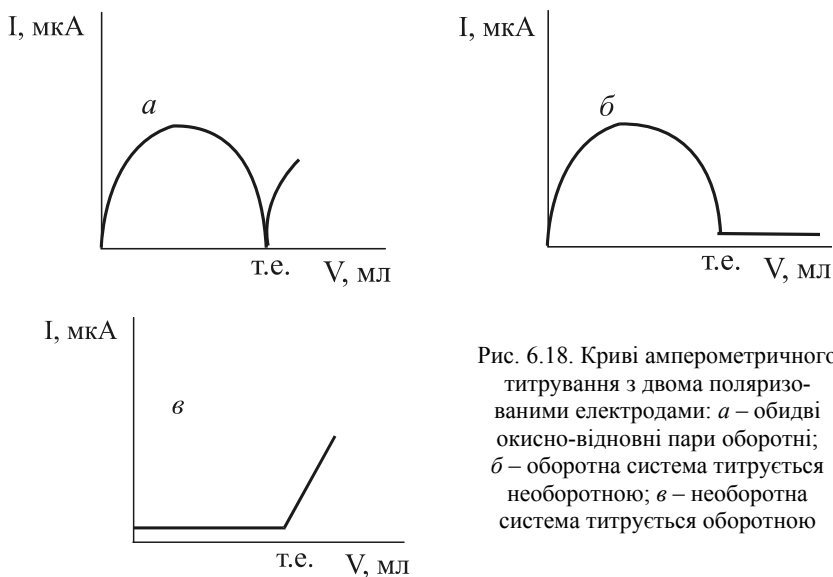 I, мкА
а
т.е. V, мл
I, мкА
б
т.е. V, мл
I, мкА
в
т.е. V, мл
Рис. 6.18. Криві амперометричного
титрування з двома поляризо-
ваними електродами: а – обидві
окисно-відновні пари оборотні;
б – оборотна система титрується
необоротною; в – необоротна
система титрується оборотною